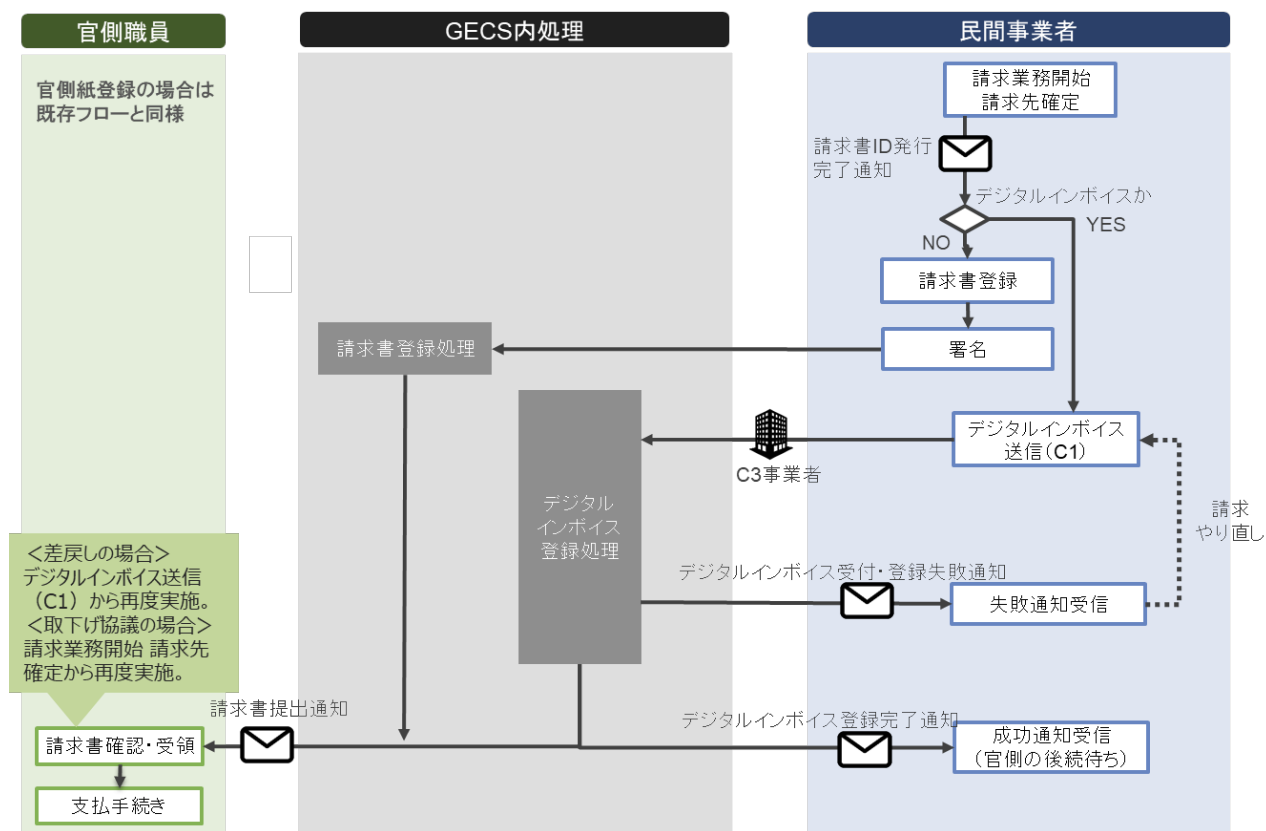 官側職員
GECS内処理
民間事業者
官側紙登録の場合は
既存フローと同様
請求業務開始
請求先確定
請求書ID発行
完了通知
デジタルインボイスか
YES
NO
請求書登録
署名
請求書登録処理
デジタルインボイス
送信(C1)
C3事業者
デジタル
インボイス
登録処理
請求
やり直し
デジタルインボイス受付・登録失敗通知
失敗通知受信
<差戻しの場合>
デジタルインボイス送信
(C1)から再度実施。
<取下げ協議の場合>
請求業務開始 請求先
確定から再度実施。
請求書提出通知
デジタルインボイス登録完了通知
請求書確認・受領
成功通知受信
(官側の後続待ち)
支払手続き